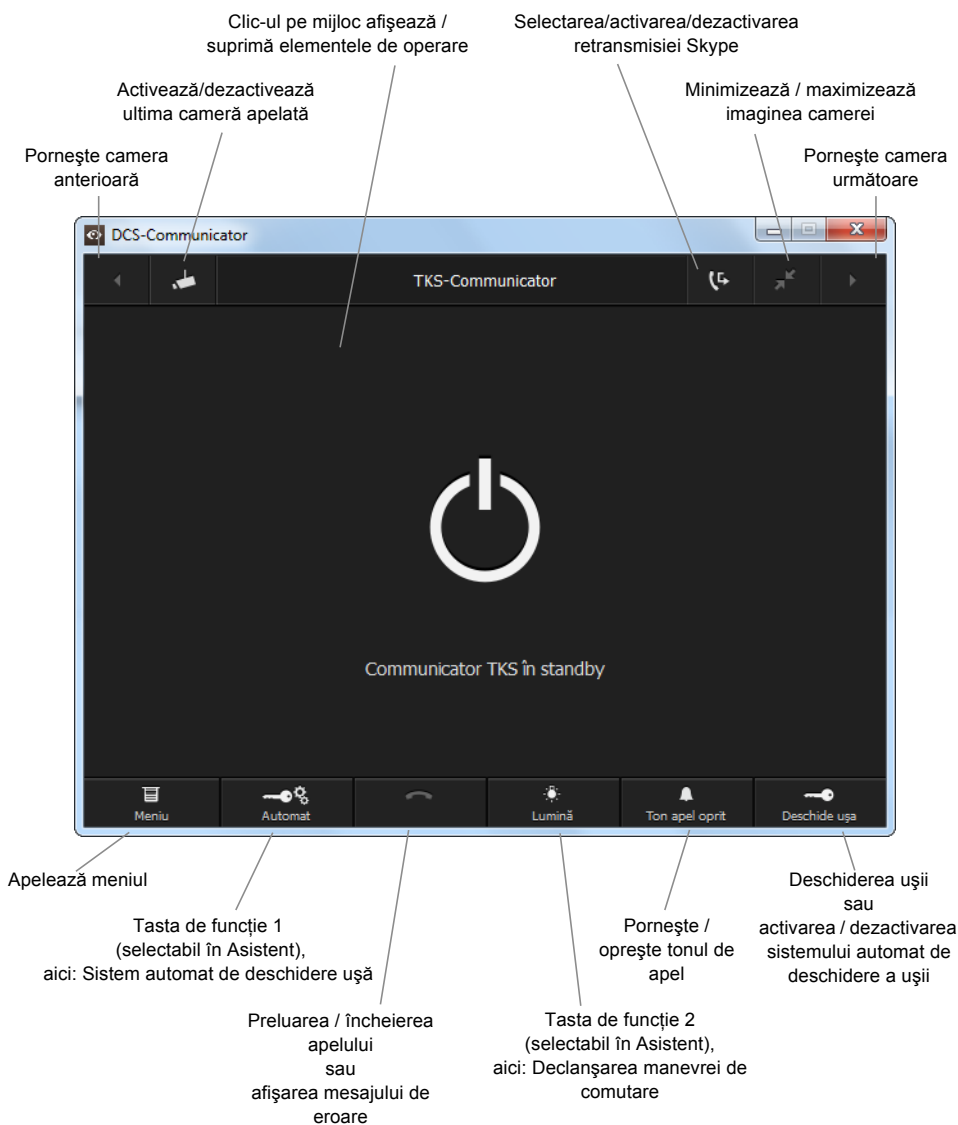 Clic-ul pe mijloc afişează /
suprimă elementele de operare
Selectarea/activarea/dezactivarea
retransmisiei Skype
Activează/dezactivează
ultima cameră apelată
Minimizează / maximizează
imaginea camerei
Porneşte camera
anterioară
Porneşte camera
următoare
DCS-Communicator
TKS-Communicator
Communicator TKS în standby
Meniu
Automat
Lumină
Ton apel oprit
Deschide uşa
Apelează meniul
Tasta de funcție 1
(selectabil în Asistent),
aici: Sistem automat de deschidere uşă
Porneşte /
opreşte tonul de
apel
Deschiderea uşii
sau
activarea / dezactivarea
sistemului automat de
deschidere a uşii
Preluarea / încheierea
apelului
sau
afişarea mesajului de
eroare
Tasta de funcție 2
(selectabil în Asistent),
aici: Declanşarea manevrei de
comutare